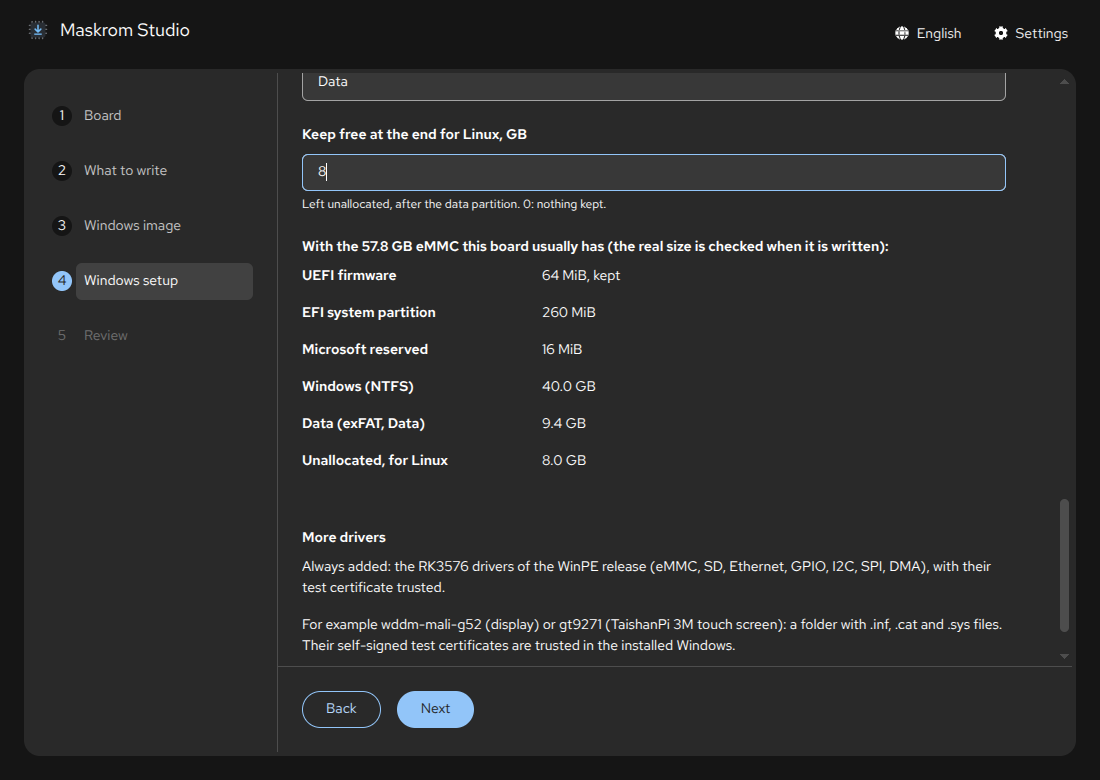 Maskrom Studio
English
Settings
1 Board
2 What to write
3 Windows image
4 Windows setup
5 Review
Data
Keep free at the end for Linux, GB
8
Left unallocated, after the data partition. 0: nothing kept.
With the 57.8 GB eMMC this board usually has (the real size is checked when it is written):
UEFI firmware 64 MiB, kept
EFI system partition 260 MiB
Microsoft reserved 16 MiB
Windows (NTFS) 40.0 GB
Data (exFAT, Data) 9.4 GB
Unallocated, for Linux 8.0 GB
More drivers
Always added: the RK3576 drivers of the WinPE release (eMMC, SD, Ethernet, GPIO, I2C, SPI, DMA), with their
test certificate trusted.
For example wddm-mali-g52 (display) or gt9271 (TaishanPi 3M touch screen): a folder with .inf, .cat and .sys files.
Their self-signed test certificates are trusted in the installed Windows.
Back
Next